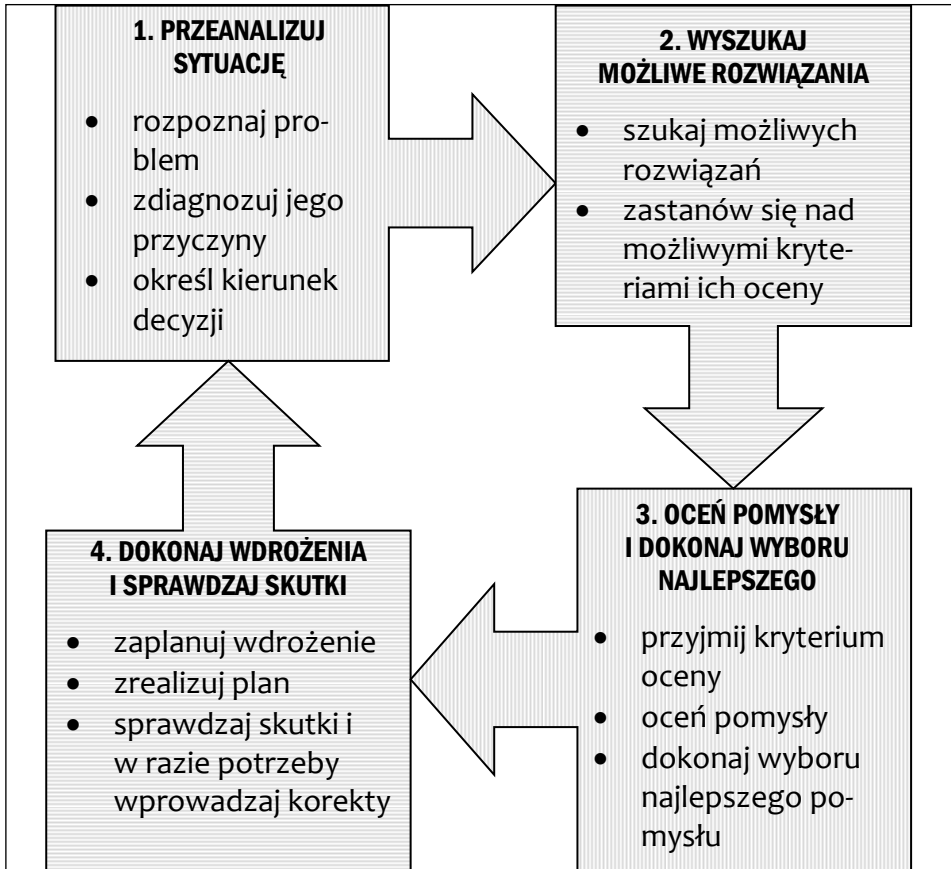 1. PRZEANALIZUJ
SYTUACJĘ
• rozpoznaj pro-
blem
• zdiagnozuj jego
przyczyny
• określ kierunek
decyzji
2. WYSZUKAJ
MOŻLIWE ROZWIĄZANIA
• szukaj możliwych
rozwiązań
• zastanów się nad
możliwymi kryte-
riami ich oceny
3. OCEŃ POMYSŁY
I DOKONAJ WYBORU
NAJLEPSZEGO
• przyjmij kryterium
oceny
• oceń pomysły
• dokonaj wyboru
najlepszego po-
mysłu
4. DOKONAJ WDROŻENIA
I SPRAWDZAJ SKUTKI
• zaplanuj wdrożenie
• zrealizuj plan
• sprawdzaj skutki i
w razie potrzeby
wprowadzaj korekty